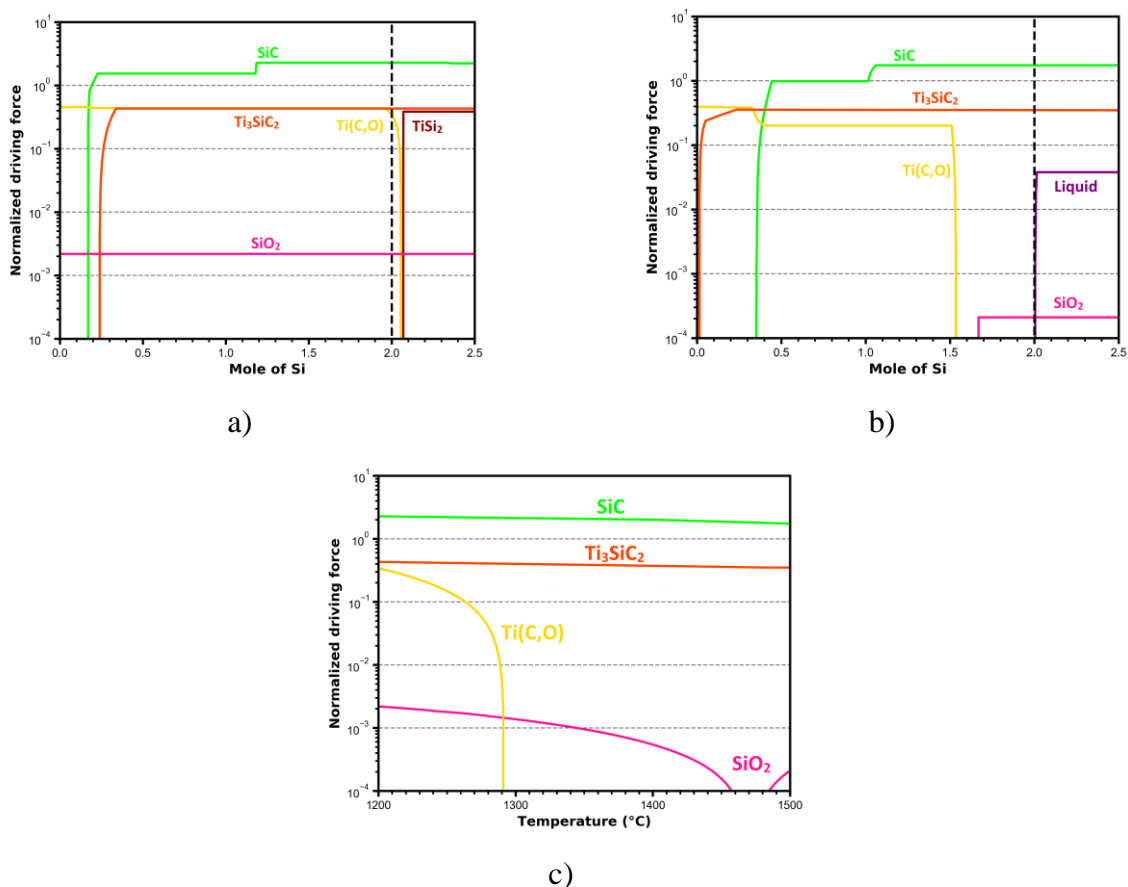 10¹
10⁰
10⁻¹
10⁻²
10⁻³
10⁻⁴
Normalized driving force
SiC
Ti₃SiC₂
Ti(C,O)
TiSi₂
SiO₂
0.0 0.5 1.0 1.5 2.0 2.5
Mole of Si
a)
10¹
10⁰
10⁻¹
10⁻²
10⁻³
10⁻⁴
Normalized driving force
SiC
Ti₃SiC₂
Ti(C,O)
Liquid
SiO₂
0.0 0.5 1.0 1.5 2.0 2.5
Mole of Si
b)
10¹
10⁰
10⁻¹
10⁻²
10⁻³
10⁻⁴
Normalized driving force
SiC
Ti₃SiC₂
Ti(C,O)
SiO₂
1200 1300 1400 1500
Temperature (°C)
c)